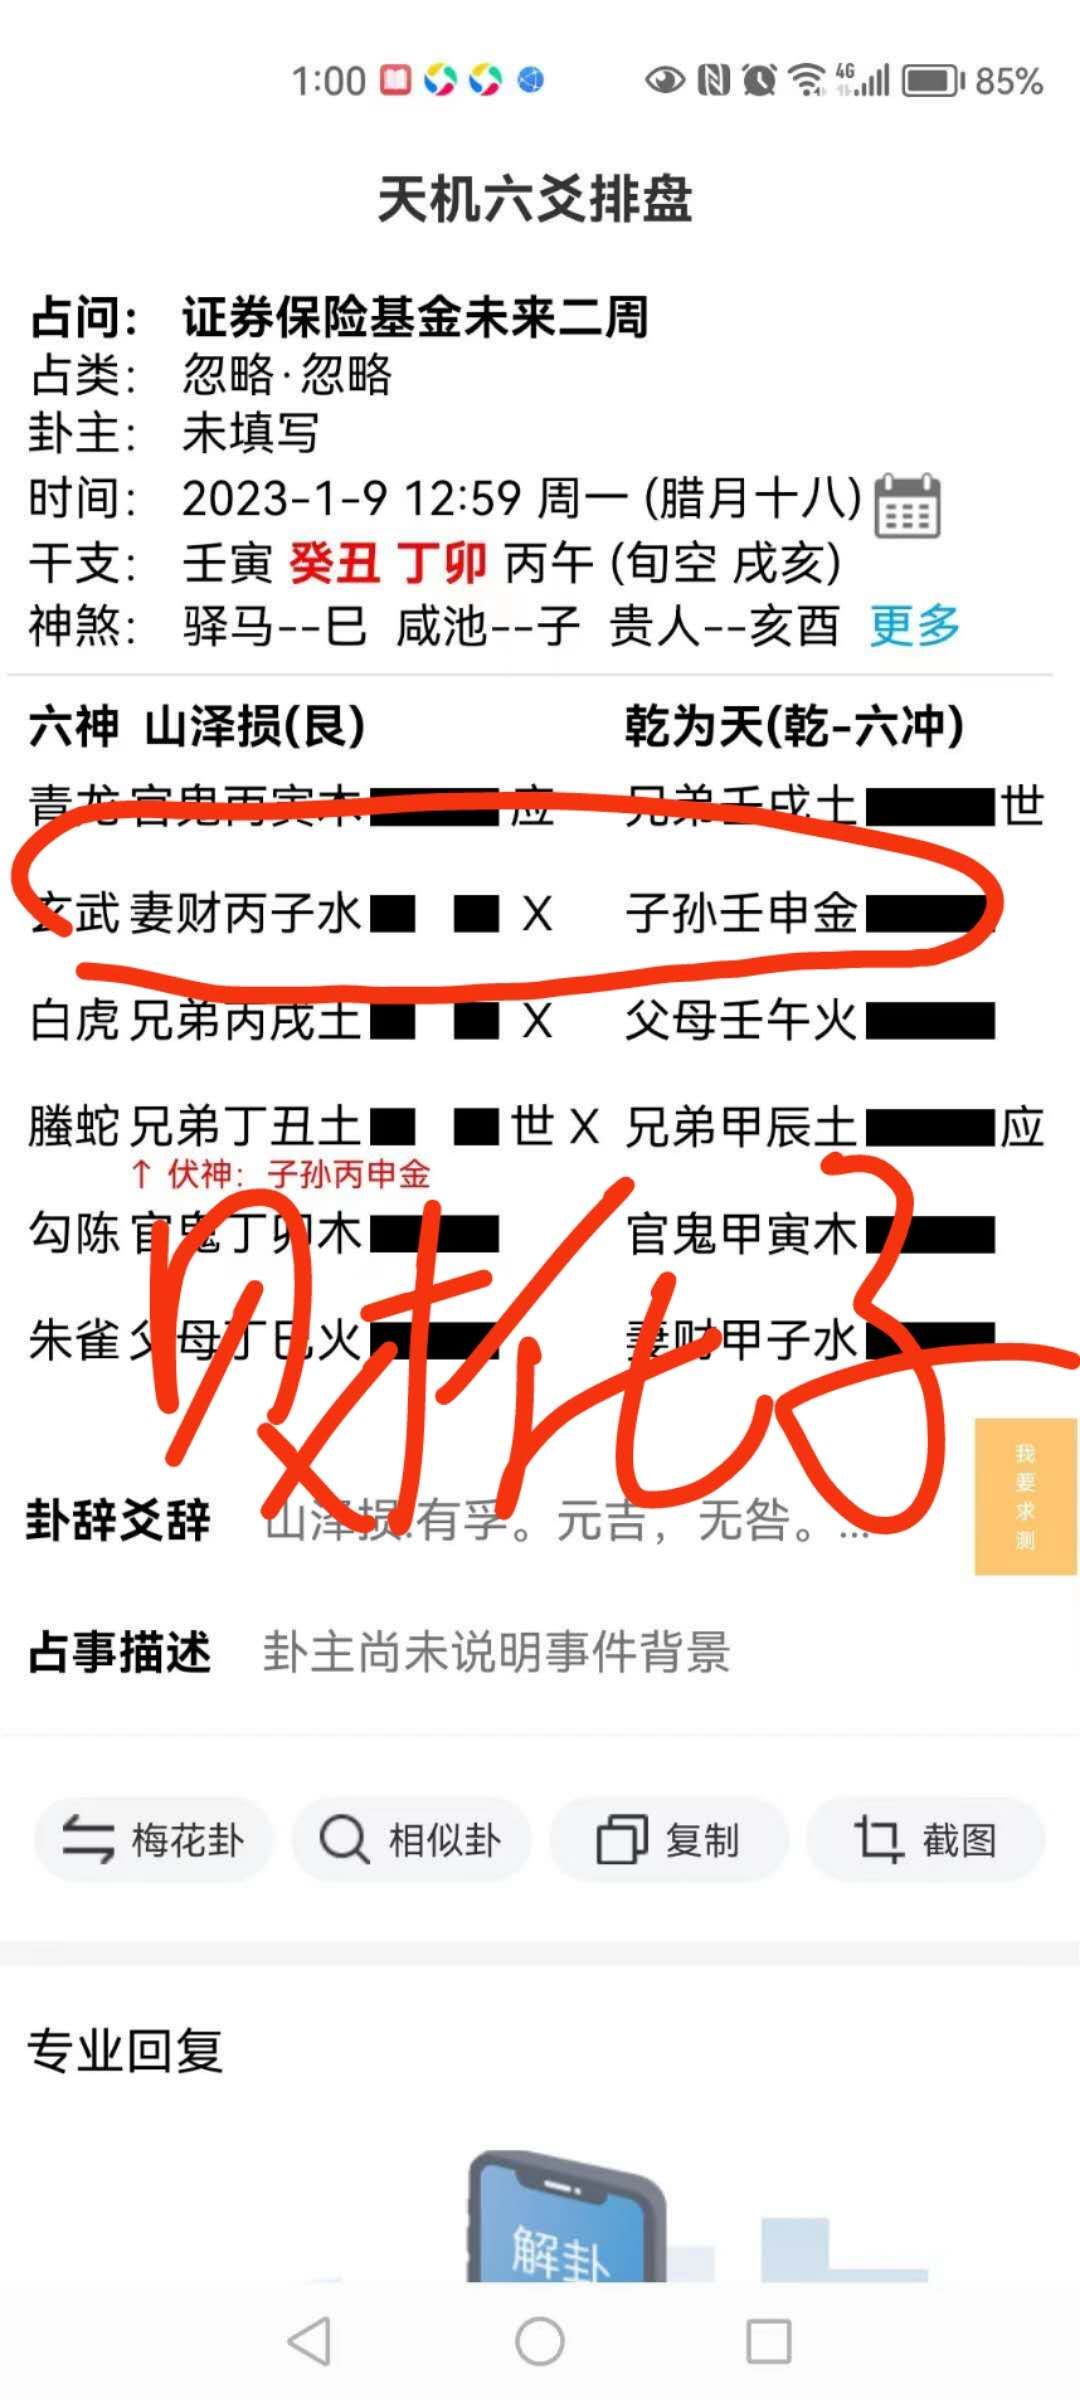 1:00 4G 85%
天机六爻排盘
占问： 证券保险基金未来二周
占类： 忽略·忽略
卦主： 未填写
时间： 2023-1-9 12:59 周一 (腊月十八)
干支： 壬寅 癸丑 丁卯 丙午 (旬空 戌亥)
神煞： 驿马--巳 咸池--子 贵人--亥酉 更多
六神 山泽损(艮) 乾为天(乾-六冲)
青龙 官鬼丙寅木 应 兄弟壬戌土 世
玄武 妻财丙子水 X 子孙壬申金
白虎 兄弟丙戌土 X 父母壬午火
螣蛇 兄弟丁丑土 世 X 兄弟甲辰土 应
↑ 伏神：子孙丙申金
勾陈 官鬼丁卯木 官鬼甲寅木
朱雀 父母丁巳火 妻财甲子水
财化子
我要求测
卦辞爻辞 山泽损:有孚。元吉，无咎。...
占事描述 卦主尚未说明事件背景
梅花卦 相似卦 复制 截图
专业回复
解卦